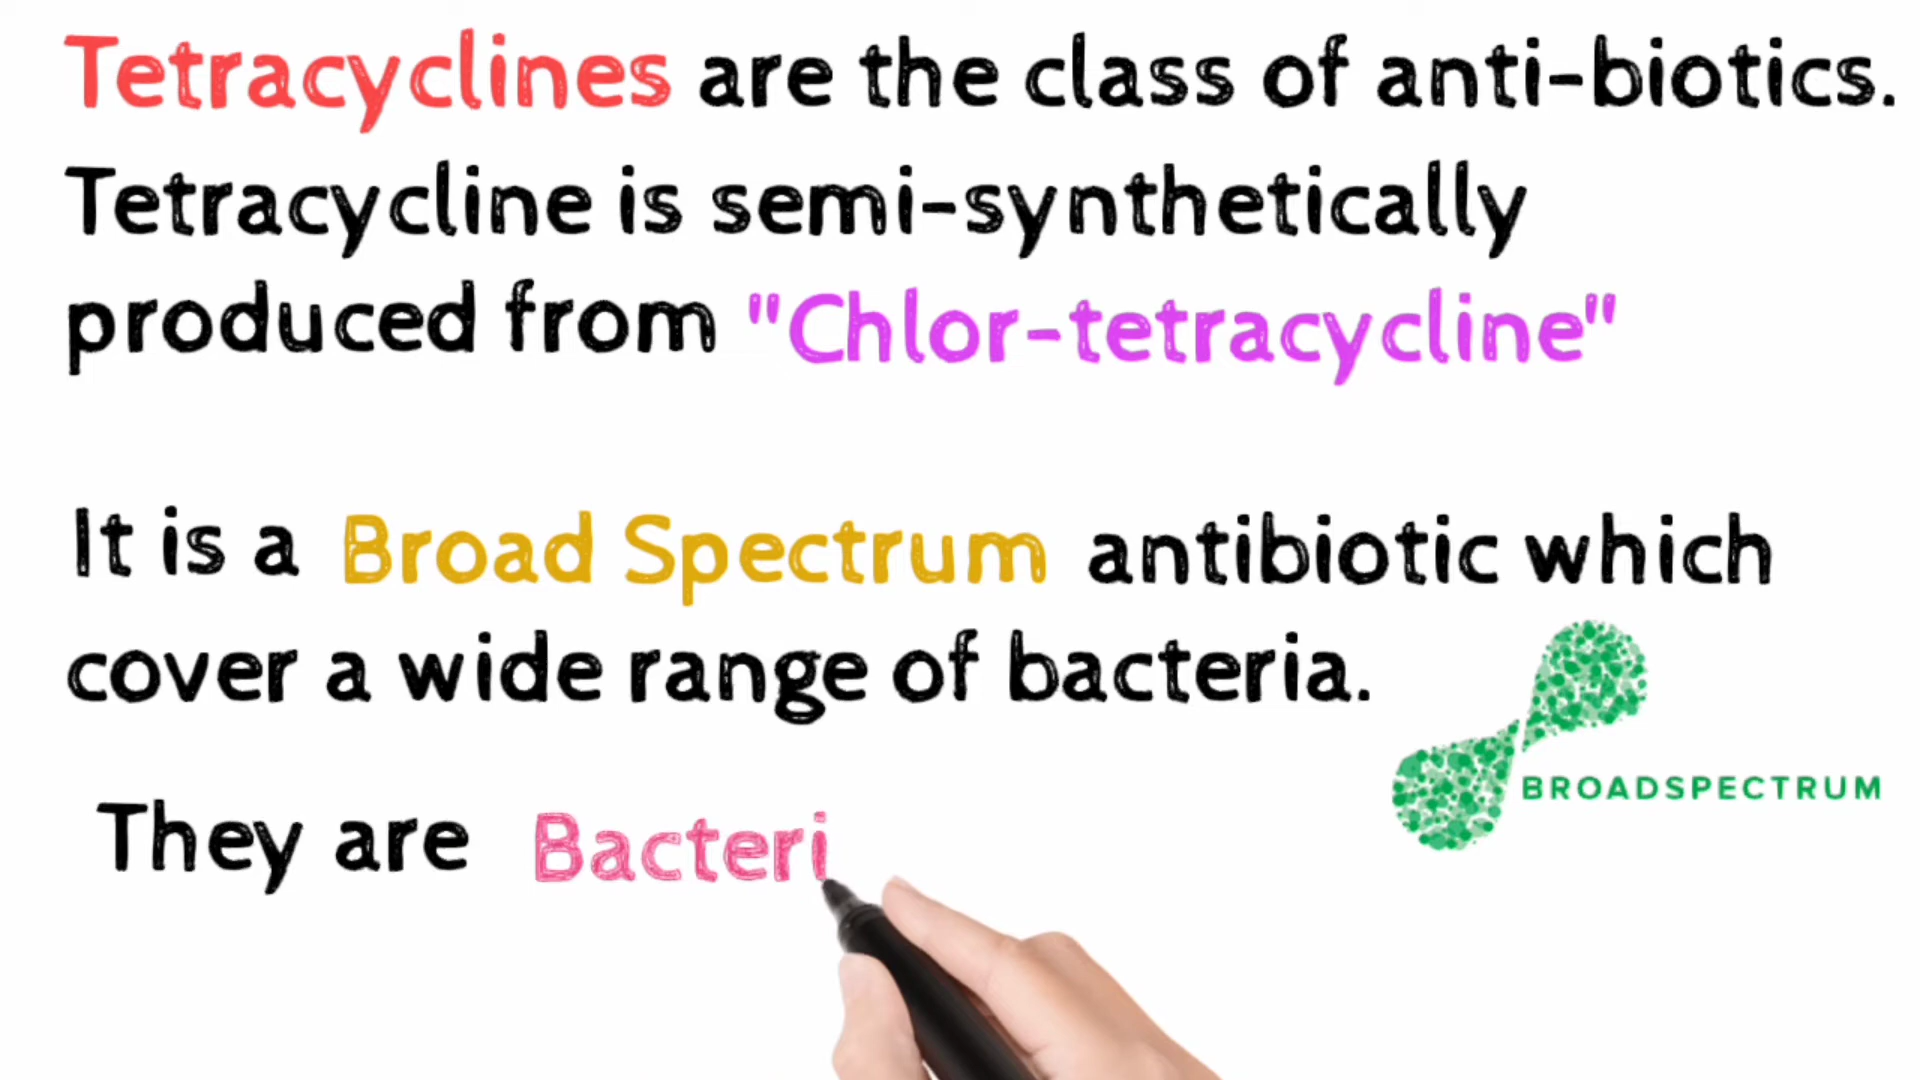 Tetracyclines are the class of anti-biotics.
Tetracycline is semi-synthetically
produced from "Chlor-tetracycline"
It is a Broad Spectrum antibiotic which
cover a wide range of bacteria.
BROADSPECTRUM
They are Bacteri